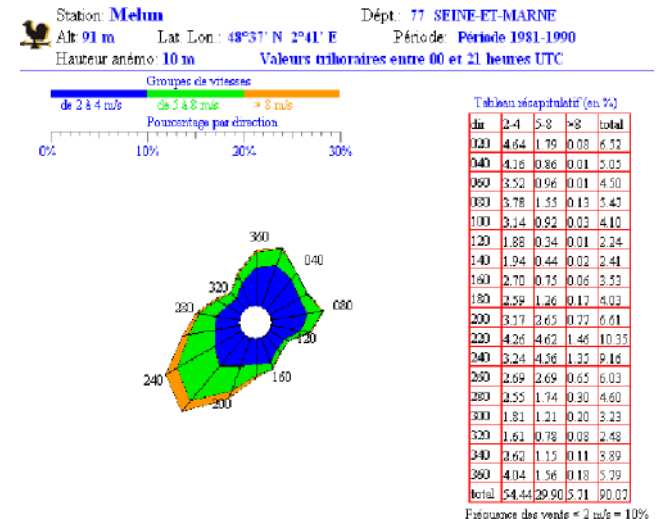 Station: Melun Dépt.: 77 SEINE-ET-MARNE
Alt: 91 m Lat Lon.: 48°37' N 2°41' E Période: Période 1981-1990
Hauteur anémo: 10 m Valeurs trihoraires entre 00 et 21 heures UTC
Groupes de vitesses
de 2 à 4 m/s de 5 à 8 m/s > 8 m/s
Pourcentage par direction
0% 10% 20% 30%
Tableau récapitulatif (en %)
dir 2-4 5-8 >8 total
020 4.64 1.79 0.08 6.52
040 4.16 0.86 0.01 5.05
060 3.52 0.96 0.01 4.50
080 3.78 1.55 0.13 5.47
100 3.14 0.92 0.03 4.10
120 1.88 0.34 0.01 2.24
140 1.94 0.44 0.02 2.41
160 2.70 0.75 0.06 3.53
180 2.59 1.26 0.17 4.03
200 3.17 2.65 0.77 6.61
220 4.26 4.62 1.46 10.35
240 3.24 4.56 1.35 9.16
260 2.69 2.69 0.65 6.03
280 2.55 1.74 0.30 4.60
300 1.81 1.21 0.20 3.23
320 1.61 0.78 0.08 2.48
340 2.62 1.15 0.11 3.89
360 4.04 1.56 0.18 5.79
total 54.44 29.90 5.71 90.07
Fréquence des vents < 2 m/s = 10%
360
040
320
280
080
120
160
240
200